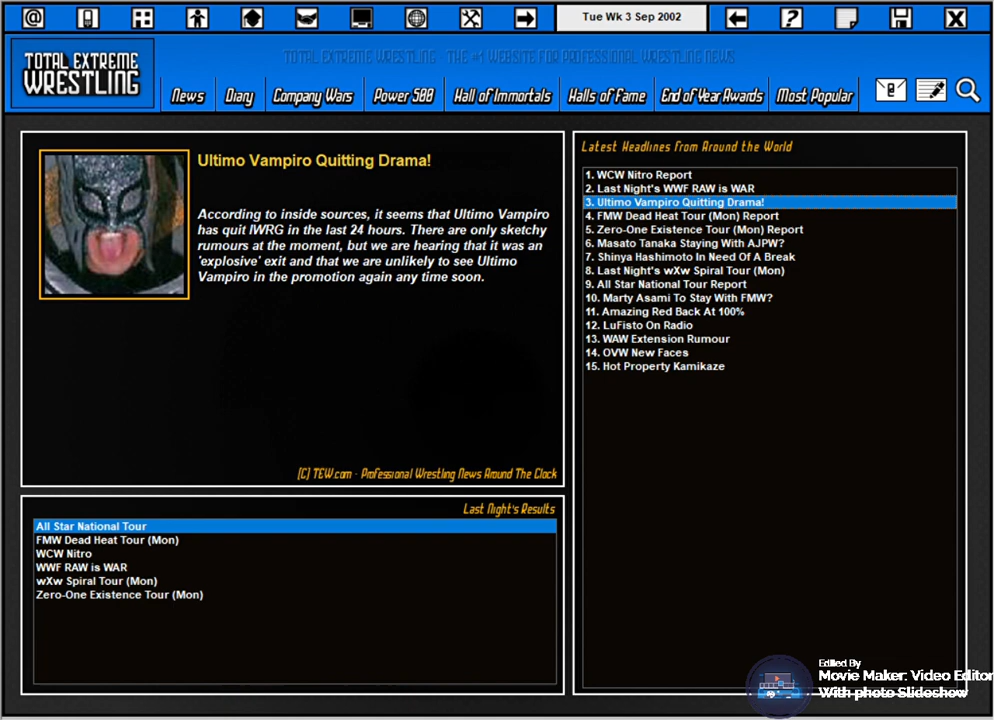 Tue Wk 3 Sep 2002
TOTAL EXTREME
WRESTLING
TOTAL EXTREME WRESTLING THE #1 WEBSITE FOR PROFESSIONAL WRESTLING NEWS
News
Diary
Company Wars
Power 500
Hall of Immortals
Halls of Fame
End of Year Awards
Most Popular
Ultimo Vampiro Quitting Drama!
According to inside sources, it seems that Ultimo Vampiro
has quit IWRG in the last 24 hours. There are only sketchy
rumours at the moment, but we are hearing that it was an
'explosive' exit and that we are unlikely to see Ultimo
Vampiro in the promotion again any time soon.
(C) TEW.com - Professional Wrestling News Around The Clock
Last Night's Results
All Star National Tour
FMW Dead Heat Tour (Mon)
WCW Nitro
WWF RAW is WAR
wXw Spiral Tour (Mon)
Zero-One Existence Tour (Mon)
Latest Headlines From Around the World
1. WCW Nitro Report
2. Last Night's WWF RAW is WAR
3. Ultimo Vampiro Quitting Drama!
4. FMW Dead Heat Tour (Mon) Report
5. Zero-One Existence Tour (Mon) Report
6. Masato Tanaka Staying With AJPW?
7. Shinya Hashimoto In Need Of A Break
8. Last Night's wXw Spiral Tour (Mon)
9. All Star National Tour Report
10. Marty Asami To Stay With FMW?
11. Amazing Red Back At 100%
12. LuFisto On Radio
13. WAW Extension Rumour
14. OVW New Faces
15. Hot Property Kamikaze
Edited By
Movie Maker: Video Editor
With photo Slideshow